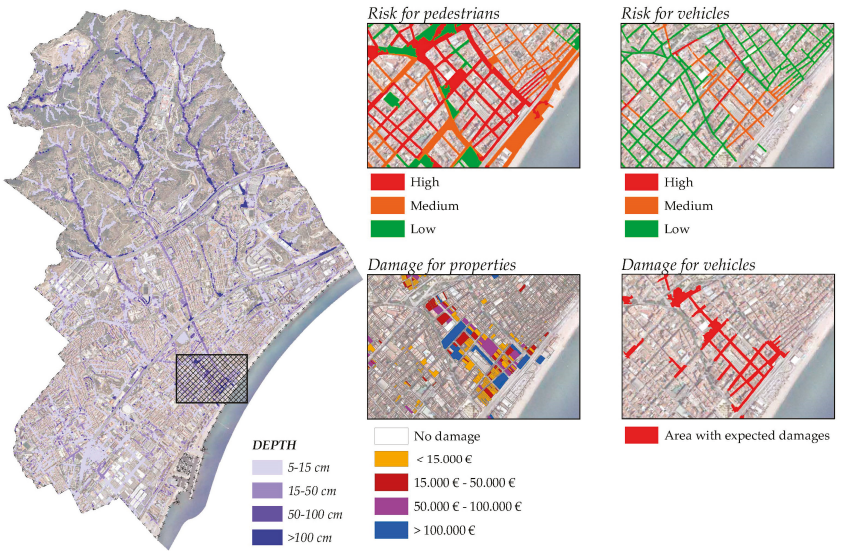 Risk for pedestrians
Risk for vehicles
High
Medium
Low
High
Medium
Low
Damage for properties
Damage for vehicles
No damage
< 15.000 €
15.000 € - 50.000 €
50.000 € - 100.000 €
> 100.000 €
Area with expected damages
DEPTH
5-15 cm
15-50 cm
50-100 cm
>100 cm